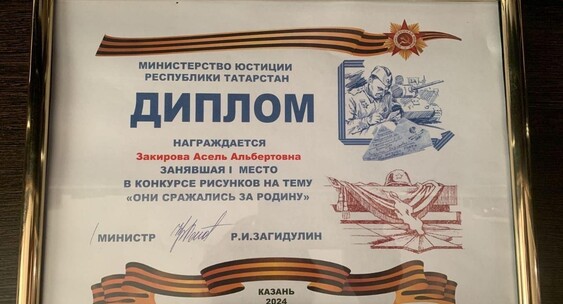 МИНИСТЕРСТВО ЮСТИЦИИ
РЕСПУБЛИКИ ТАТАРСТАН
ДИПЛОМ
НАГРАЖДАЕТСЯ
Закирова Асель Альбертовна
ЗАНЯВШАЯ I МЕСТО
В КОНКУРСЕ РИСУНКОВ НА ТЕМУ
«ОНИ СРАЖАЛИСЬ ЗА РОДИНУ»
МИНИСТР Р.И.ЗАГИДУЛИН
КАЗАНЬ
2024